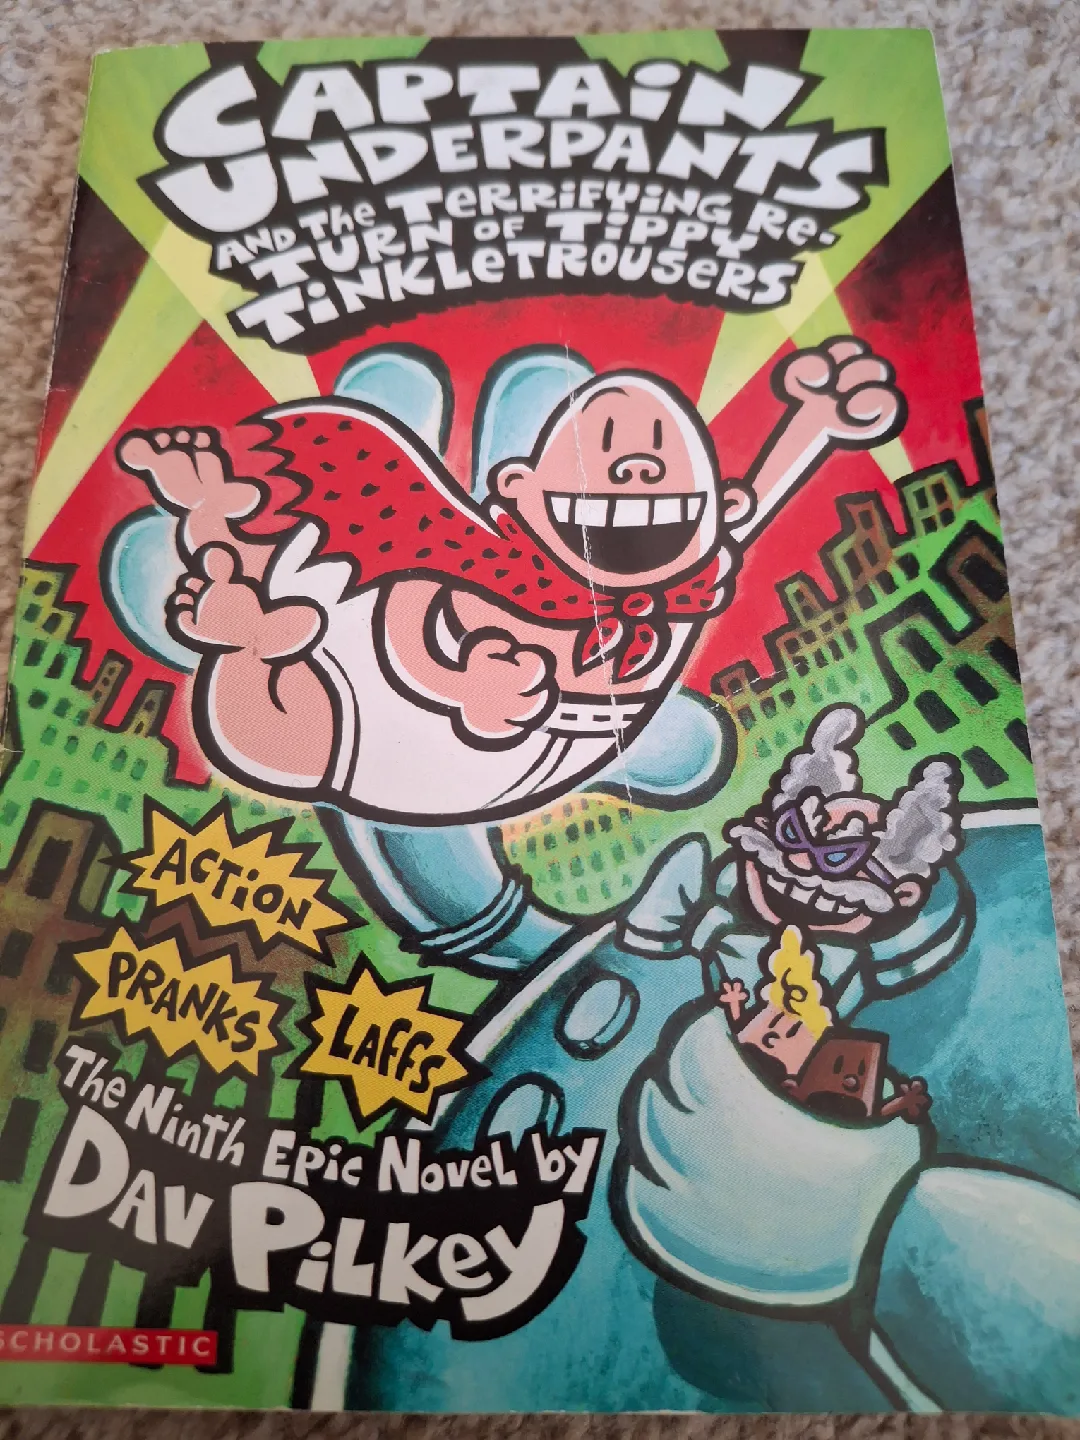 CAPTAiN
UNDERPANTS
AND The TeRRiFYiNG Re-
TURN OF TiPPY
TiNKLeTROUSeRS
ACTiON
PRANKS
LAFFS
The NiNTh EPic NoveL by
DAV PiLKey
SCHOLASTIC